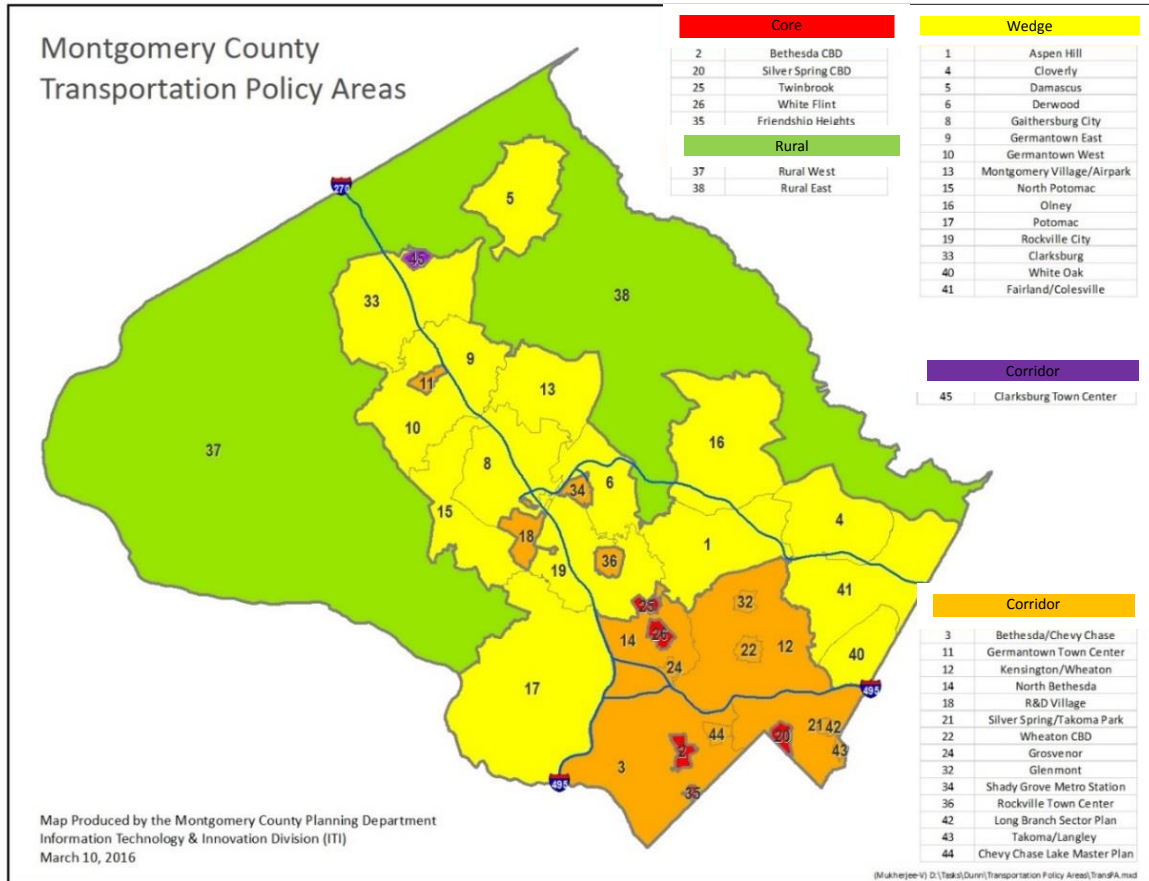 Montgomery County
Transportation Policy Areas
Core
2 Bethesda CBD
20 Silver Spring CBD
25 Twinbrook
26 White Flint
35 Friendship Heights
Rural
37 Rural West
38 Rural East
Wedge
1 Aspen Hill
4 Cloverly
5 Damascus
6 Derwood
8 Gaithersburg City
9 Germantown East
10 Germantown West
13 Montgomery Village/Airpark
15 North Potomac
16 Olney
17 Potomac
19 Rockville City
33 Clarksburg
40 White Oak
41 Fairland/Colesville
Corridor
45 Clarksburg Town Center
Corridor
3 Bethesda/Chevy Chase
11 Germantown Town Center
12 Kensington/Wheaton
14 North Bethesda
18 R&D Village
21 Silver Spring/Takoma Park
22 Wheaton CBD
24 Grosvenor
32 Glenmont
34 Shady Grove Metro Station
36 Rockville Town Center
42 Long Branch Sector Plan
43 Takoma/Langley
44 Chevy Chase Lake Master Plan
270
5
45
33
38
9
11
13
10
16
37
8
34
6
15
18
4
1
19
36
41
25
32
14
26
22
12
40
24
17
495
21
42
44
20
2
43
3
495
35
Map Produced by the Montgomery County Planning Department
Information Technology & Innovation Division (ITI)
March 10, 2016
(Mukherjee-V) D:\Tasks\Dunn\Transportation Policy Areas\TransPA.mxd